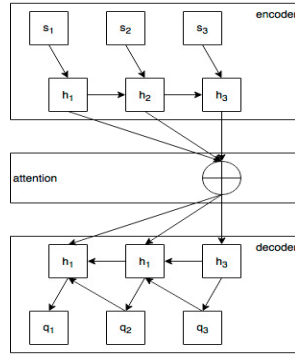 encoder
s1 s2 s3
h1 h2 h3
attention
decoder
h1 h1 h3
q1 q2 q3